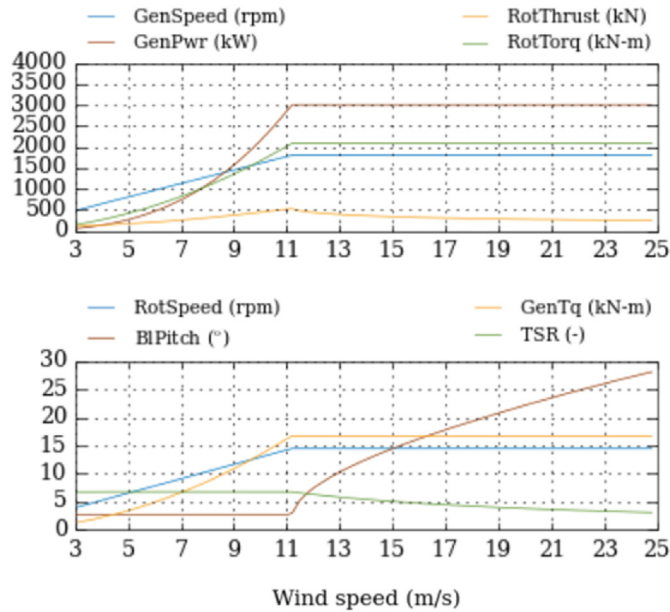 GenSpeed (rpm) RotThrust (kN)
GenPwr (kW) RotTorq (kN-m)
4000
3500
3000
2500
2000
1500
1000
500
0
3 5 7 9 11 13 15 17 19 21 23 25
RotSpeed (rpm) GenTq (kN-m)
BlPitch (°) TSR (-)
30
25
20
15
10
5
0
3 5 7 9 11 13 15 17 19 21 23 25
Wind speed (m/s)